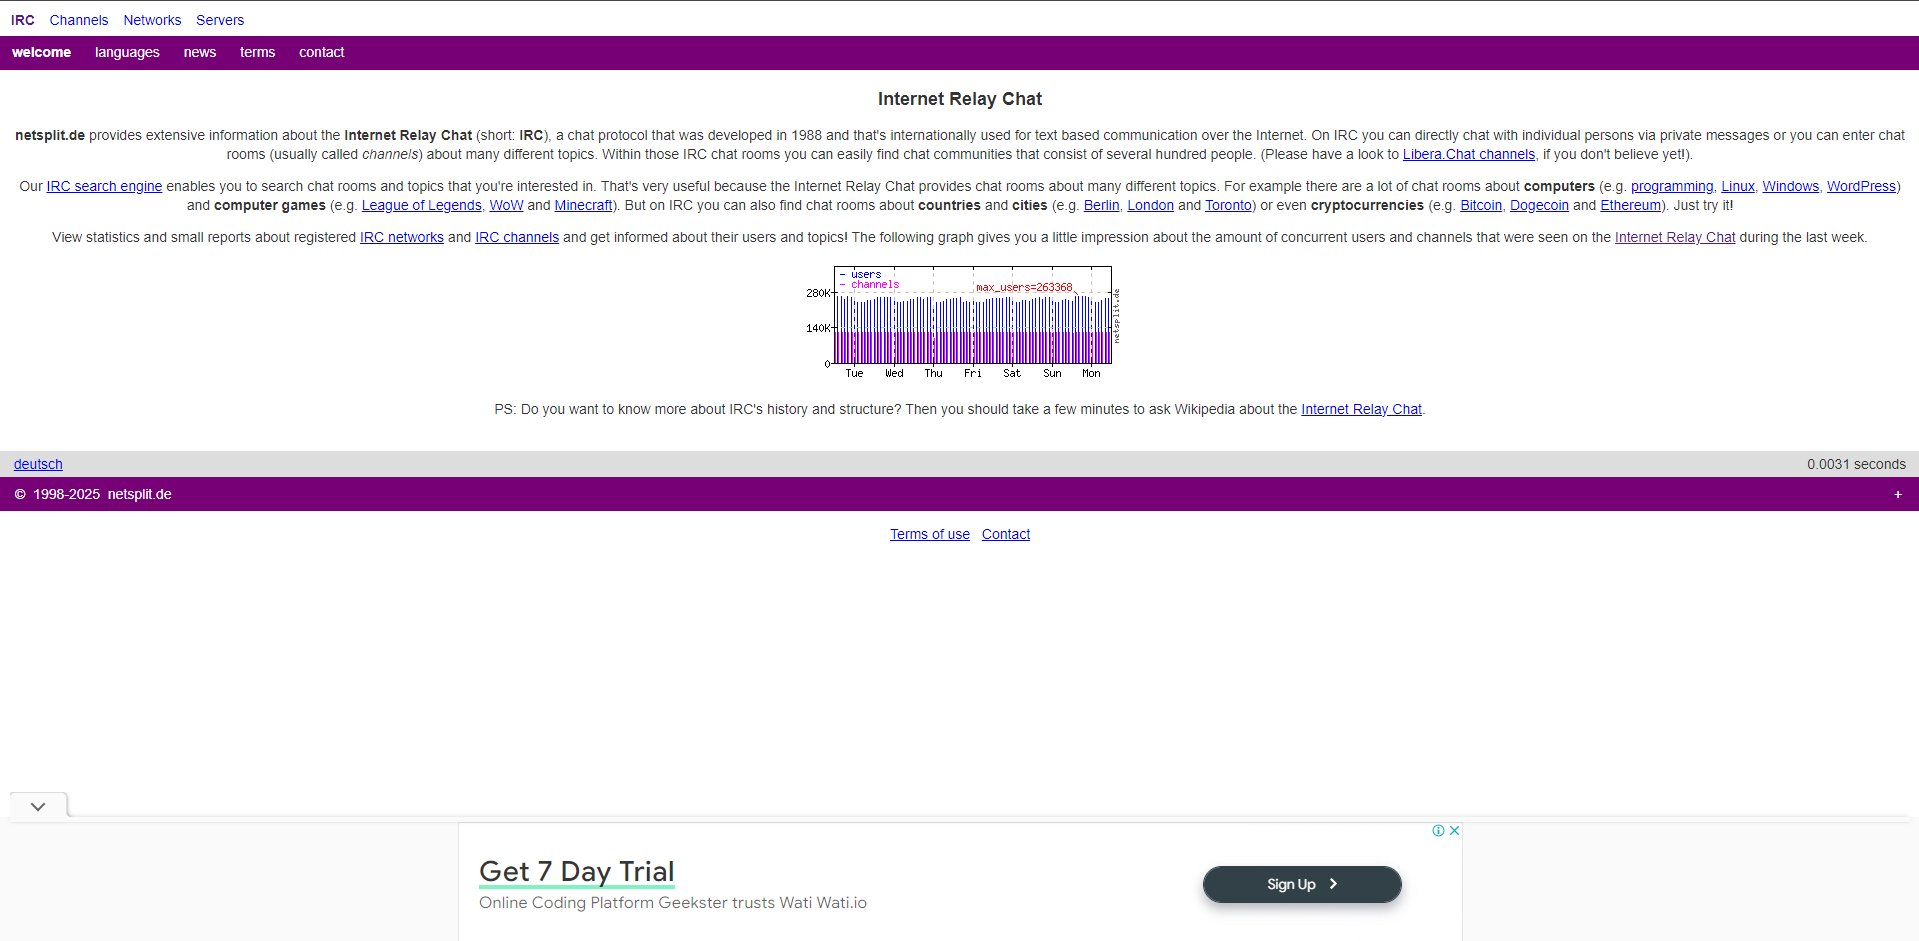 IRC Channels Networks Servers
welcome languages news terms contact
Internet Relay Chat
netsplit.de provides extensive information about the Internet Relay Chat (short: IRC), a chat protocol that was developed in 1988 and that's internationally used for text based communication over the Internet. On IRC you can directly chat with individual persons via private messages or you can enter chat
rooms (usually called channels) about many different topics. Within those IRC chat rooms you can easily find chat communities that consist of several hundred people. (Please have a look to Libera.Chat channels, if you don't believe yet!).
Our IRC search engine enables you to search chat rooms and topics that you're interested in. That's very useful because the Internet Relay Chat provides chat rooms about many different topics. For example there are a lot of chat rooms about computers (e.g. programming, Linux, Windows, WordPress)
and computer games (e.g. League of Legends, WoW and Minecraft). But on IRC you can also find chat rooms about countries and cities (e.g. Berlin, London and Toronto) or even cryptocurrencies (e.g. Bitcoin, Dogecoin and Ethereum). Just try it!
View statistics and small reports about registered IRC networks and IRC channels and get informed about their users and topics! The following graph gives you a little impression about the amount of concurrent users and channels that were seen on the Internet Relay Chat during the last week.
- users
- channels
max_users=263368
280K
140K
0
Tue Wed Thu Fri Sat Sun Mon
netsplit.de
PS: Do you want to know more about IRC's history and structure? Then you should take a few minutes to ask Wikipedia about the Internet Relay Chat.
deutsch 0.0031 seconds
© 1998-2025 netsplit.de +
Terms of use Contact
Get 7 Day Trial
Online Coding Platform Geekster trusts Wati Wati.io
Sign Up